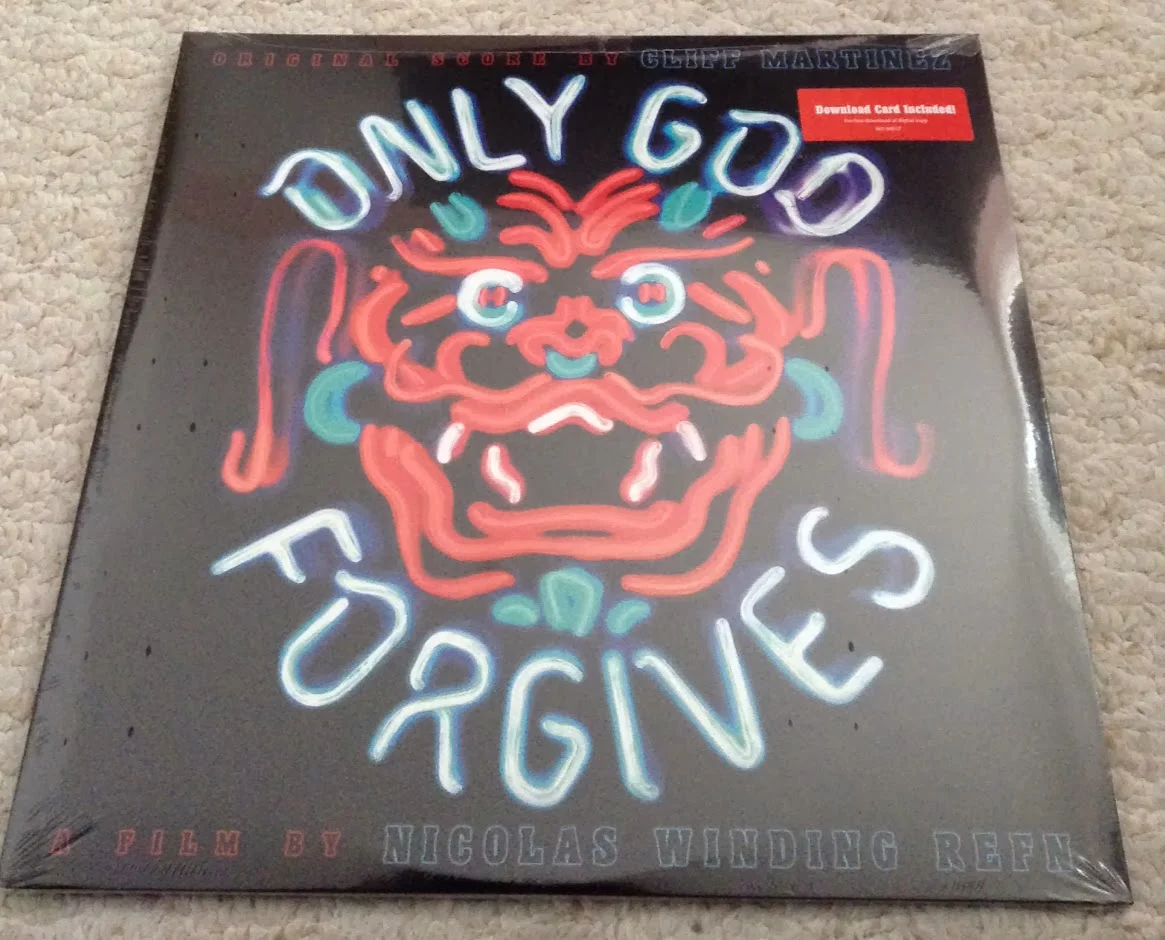 ORIGINAL SCORE BY CLIFF MARTINEZ
ONLY GOD
Download Card Included!
FORGIVES
A FILM BY NICOLAS WINDING REFN